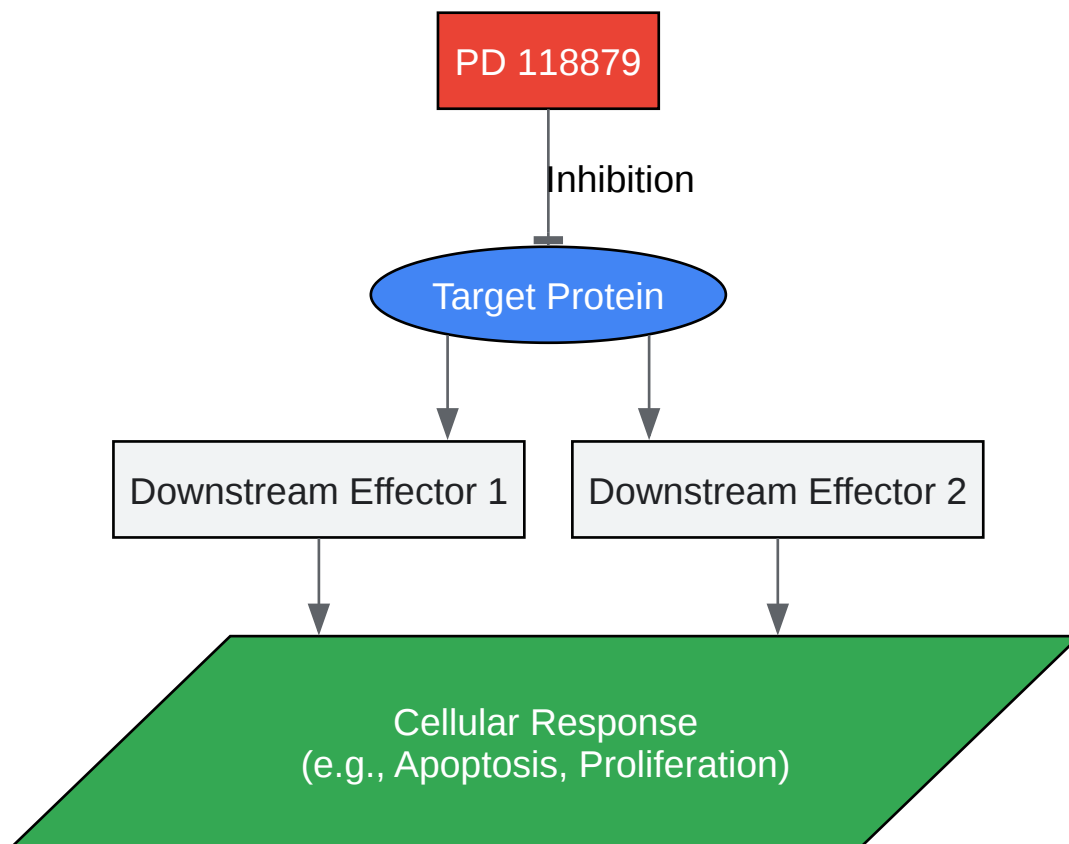 PD 118879
Inhibition
Target Protein
Downstream Effector 1
Downstream Effector 2
Cellular Response
(e.g., Apoptosis, Proliferation)